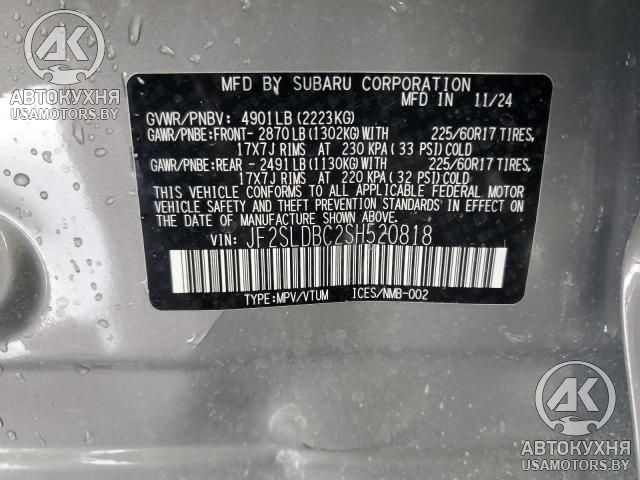 AK
АВТОКУХНЯ
USAMOTORS.BY
MFD BY SUBARU CORPORATION
MFD IN 11/24
GVWR/PNBV: 4901LB (2223KG)
GAWR/PNBE:FRONT-2870LB (1302KG)WITH 225/60R17 TIRES,
17X7J RIMS AT 230 KPA (33 PSI)COLD
GAWR/PNBE:REAR -2491LB (1130KG)WITH 225/60R17 TIRES,
17X7J RIMS AT 220 KPA (32 PSI)COLD
THIS VEHICLE CONFORMS TO ALL APPLICABLE FEDERAL MOTOR
VEHICLE SAFETY AND THEFT PREVENTION STANDARDS IN EFFECT
ON THE DATE OF MANUFACTURE SHOWN ABOVE.
VIN: JF2SLDBC2SH520818
TYPE:MPV/VTUM ICES/NMB-002
AK
АВТОКУХНЯ
USAMOTORS.BY